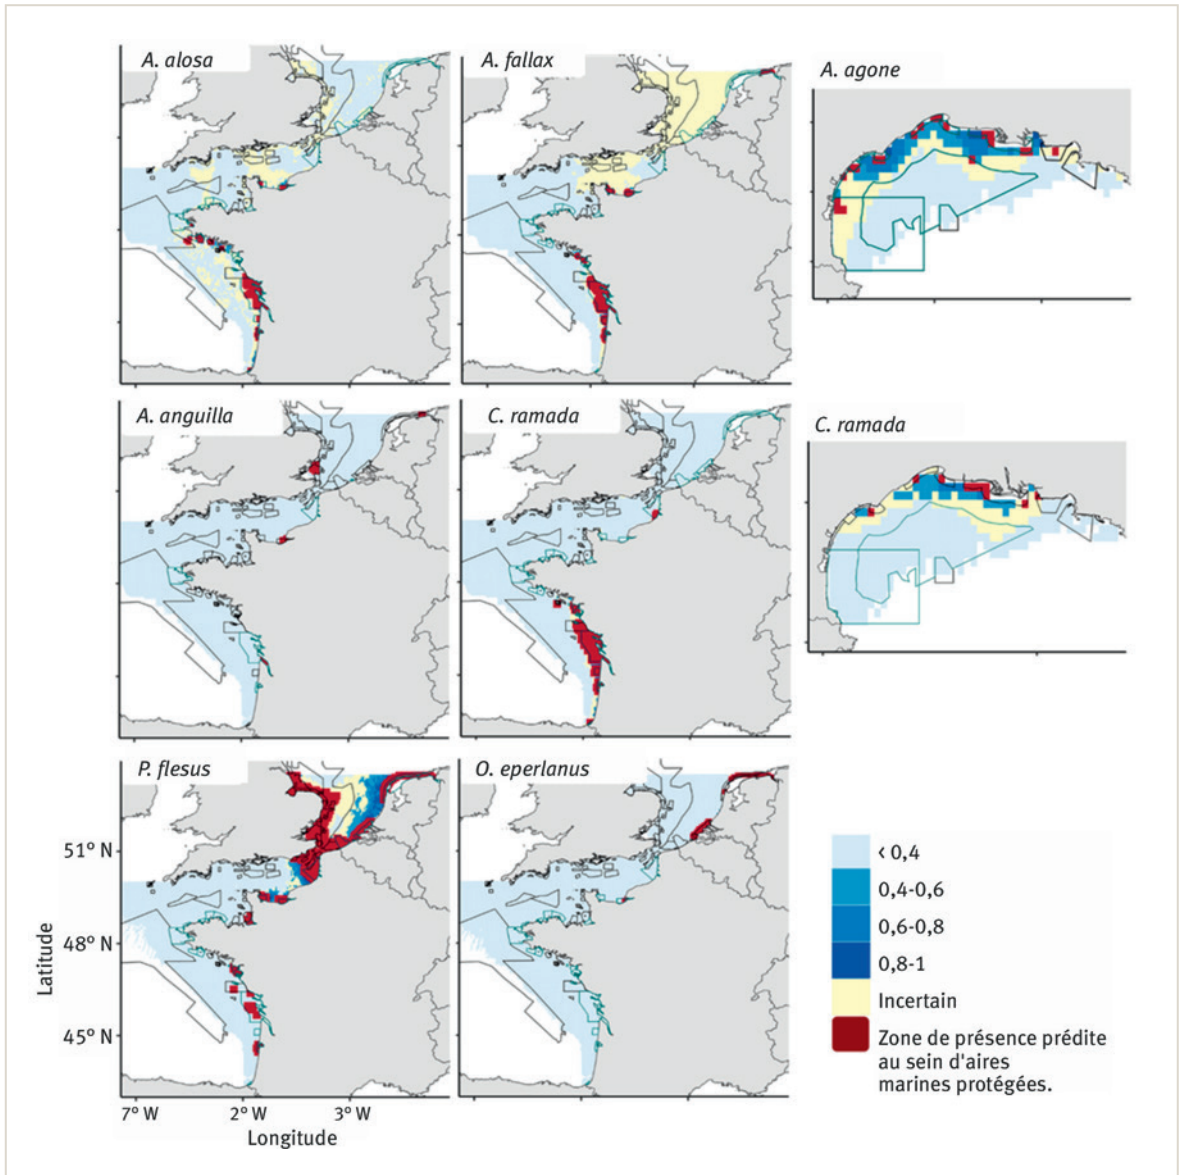 A. alosa
A. fallax
A. agone
A. anguilla
C. ramada
C. ramada
P. flesus
O. eperlanus
51° N
48° N
45° N
Latitude
7° W
2° W
3° W
Longitude
< 0,4
0,4-0,6
0,6-0,8
0,8-1
Incertain
Zone de présence prédite
au sein d'aires
marines protégées.